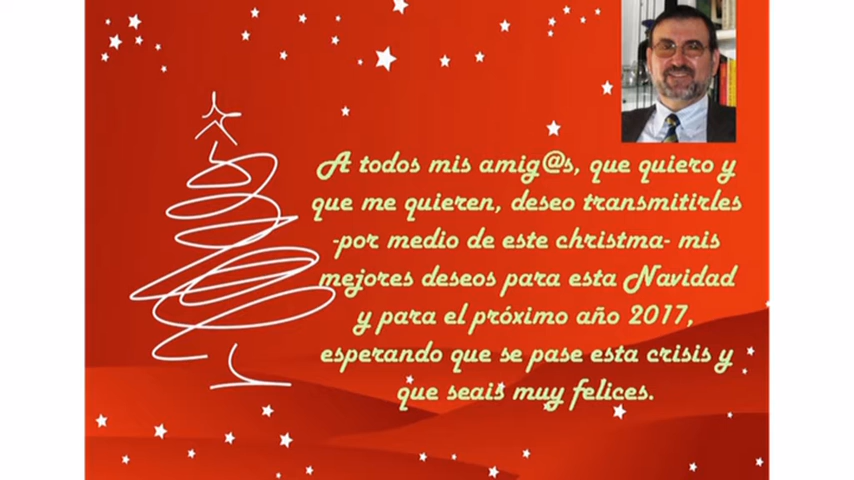 A todos mis amig@s, que quiero y
que me quieren, deseo transmitirles
-por medio de este christma- mis
mejores deseos para esta Navidad
y para el próximo año 2017,
esperando que se pase esta crisis y
que seais muy felices.